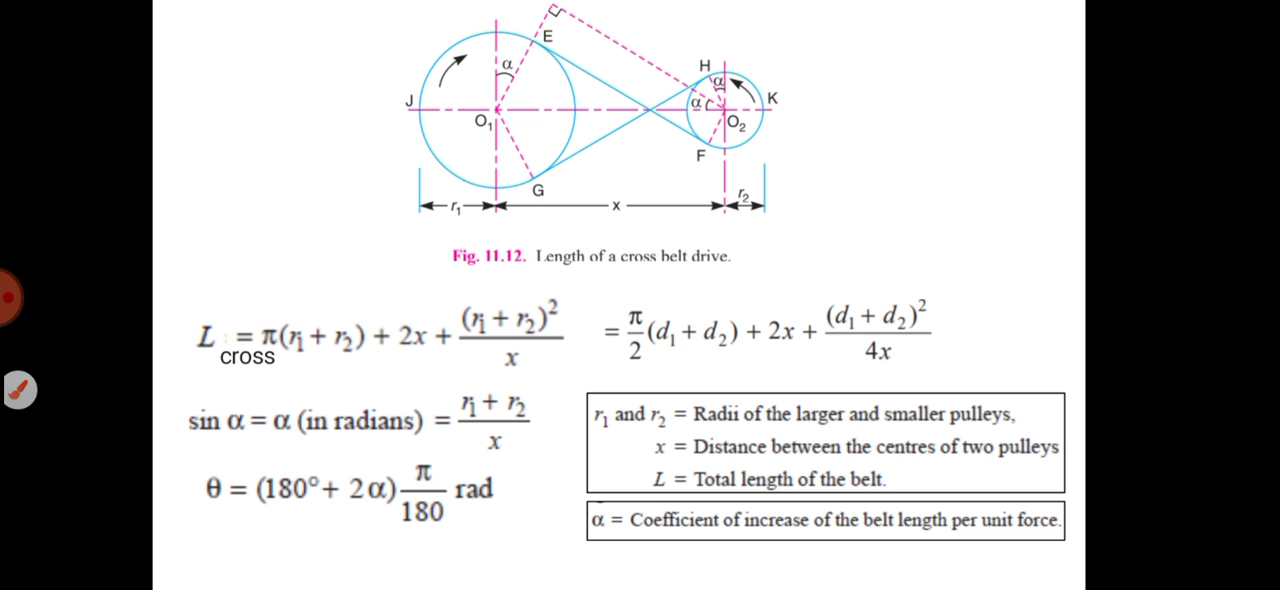 E
α
H
α
J
K
α
O₁
O₂
F
G
r₁
x
r₂
Fig. 11.12. Length of a cross belt drive.
L = π(r₁ + r₂) + 2x + (r₁ + r₂)² / x = π/2 (d₁ + d₂) + 2x + (d₁ + d₂)² / 4x
cross
sin α = α (in radians) = r₁ + r₂ / x
θ = (180° + 2α) π/180 rad
r₁ and r₂ = Radii of the larger and smaller pulleys,
x = Distance between the centres of two pulleys
L = Total length of the belt.
α = Coefficient of increase of the belt length per unit force.